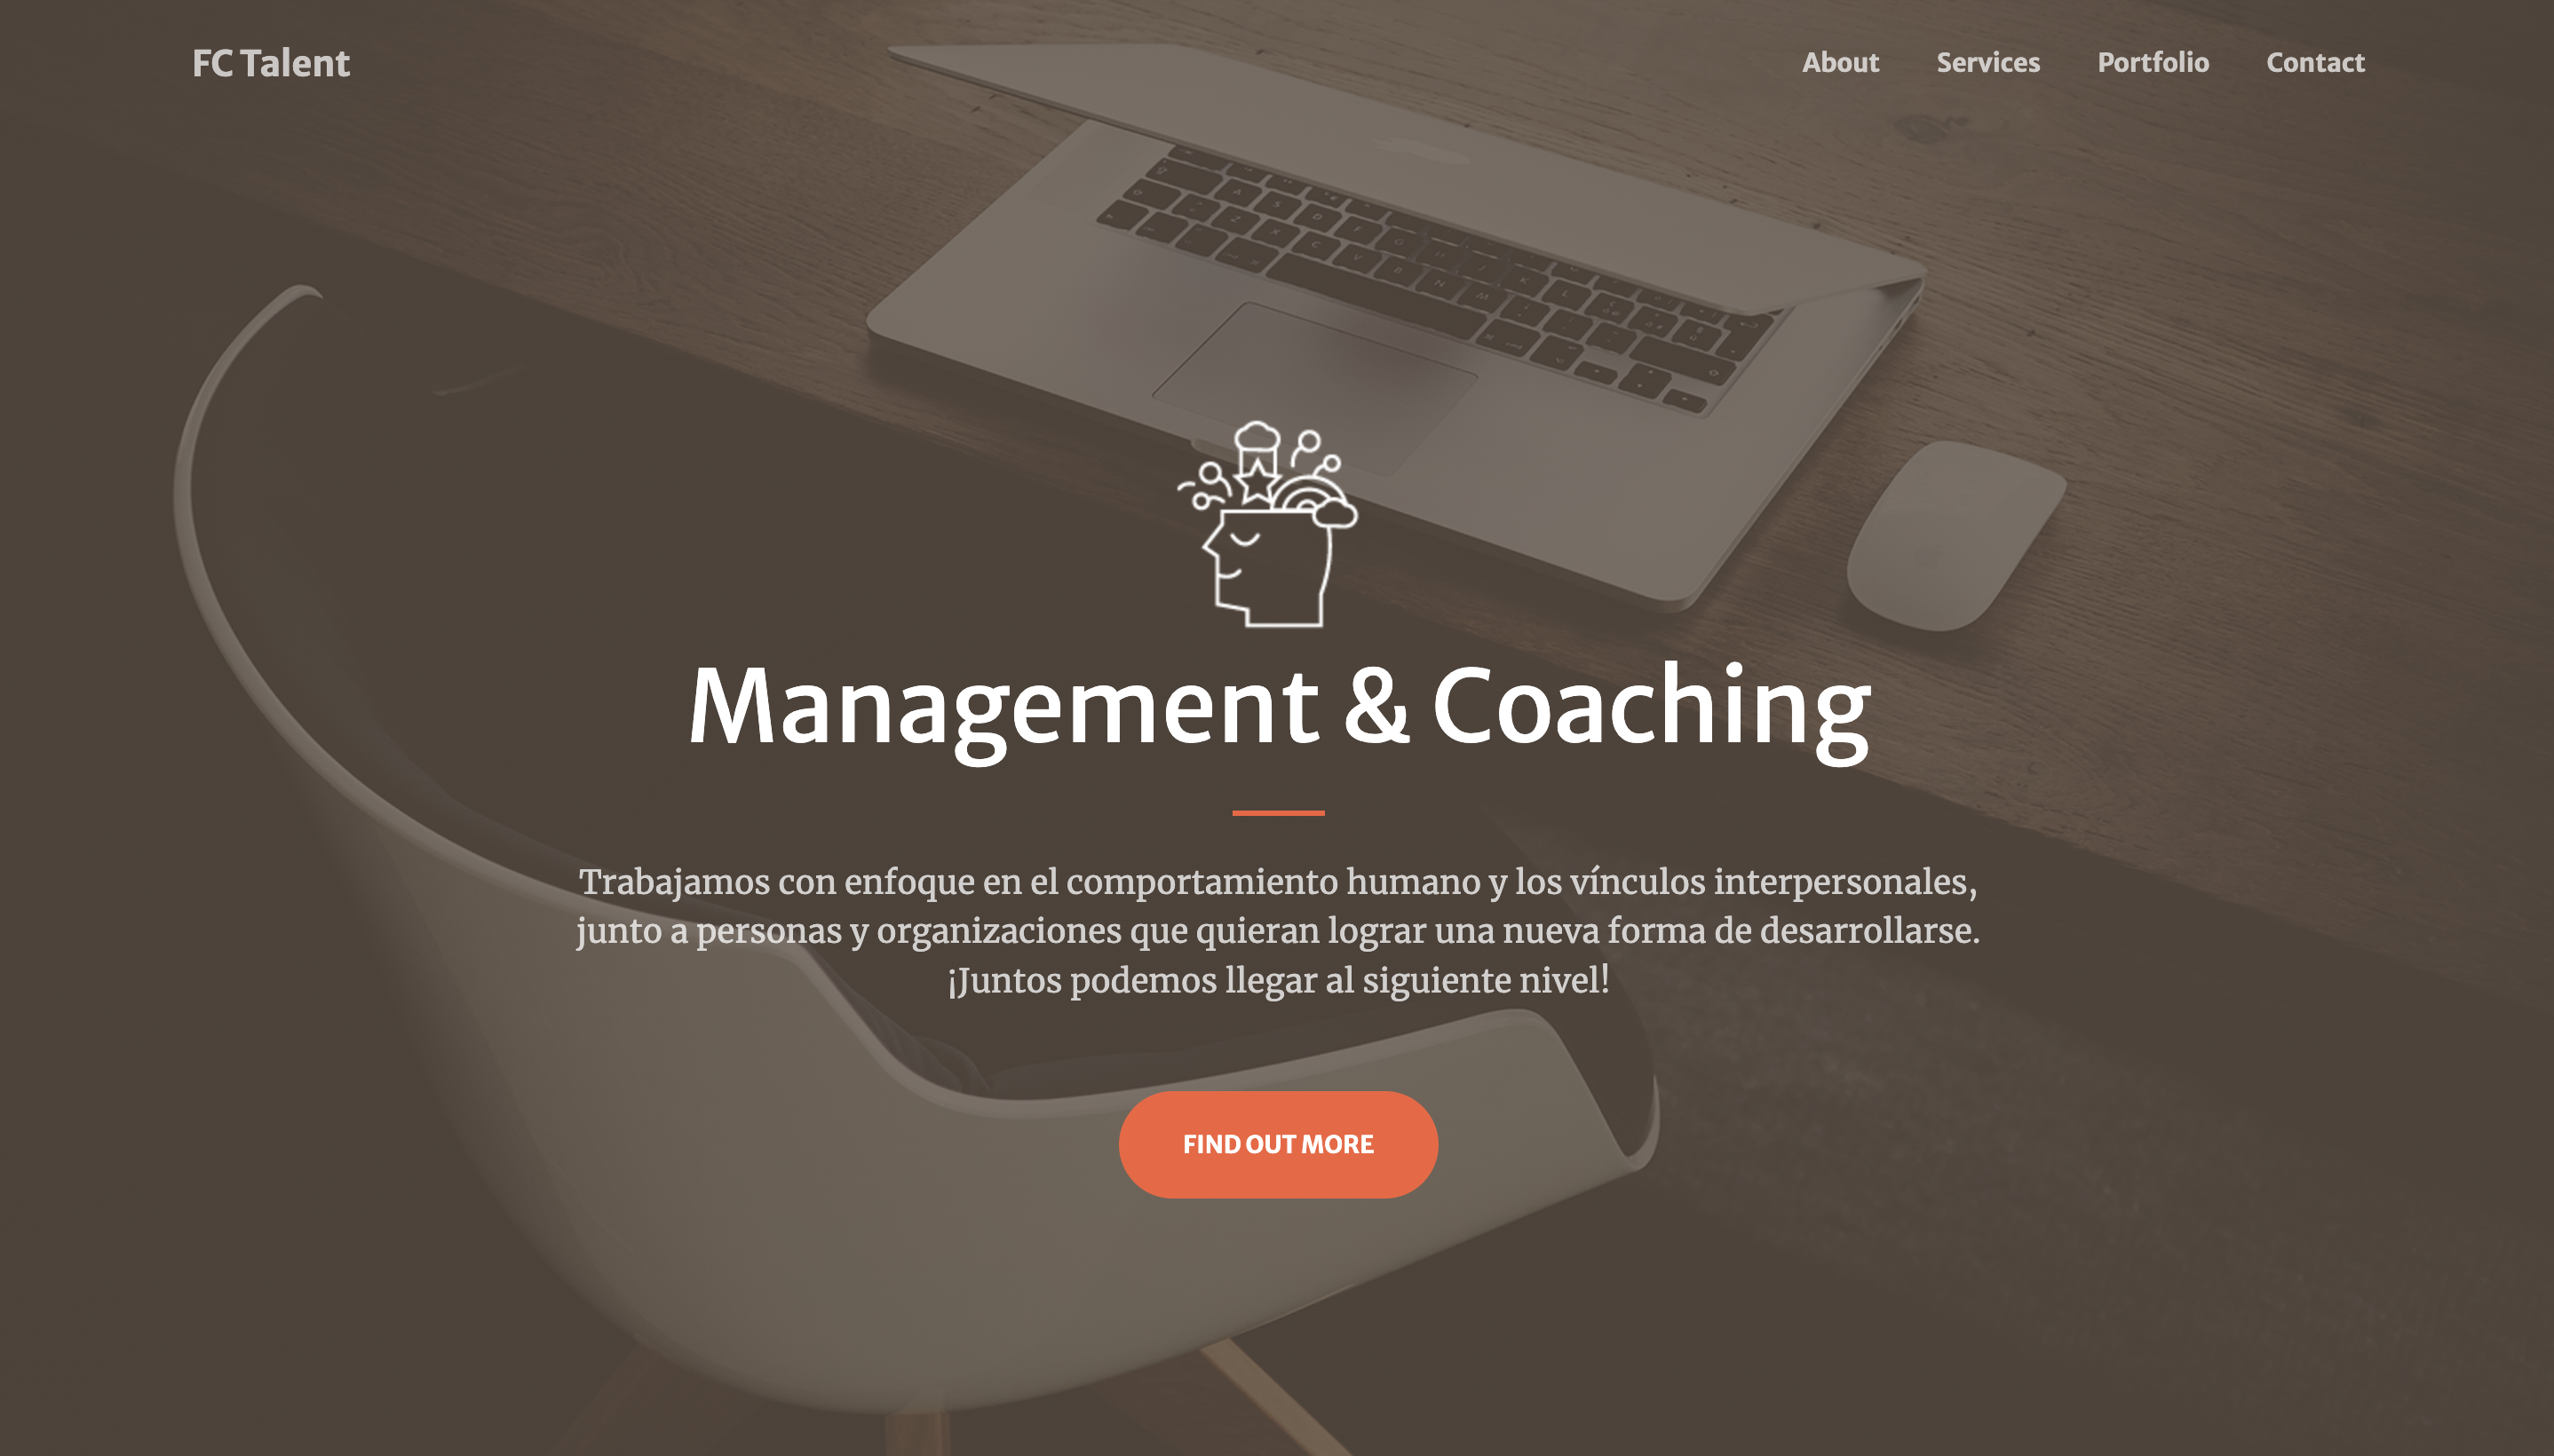 FC Talent
About Services Portfolio Contact
Management & Coaching
Trabajamos con enfoque en el comportamiento humano y los vínculos interpersonales,
junto a personas y organizaciones que quieran lograr una nueva forma de desarrollarse.
¡Juntos podemos llegar al siguiente nivel!
FIND OUT MORE